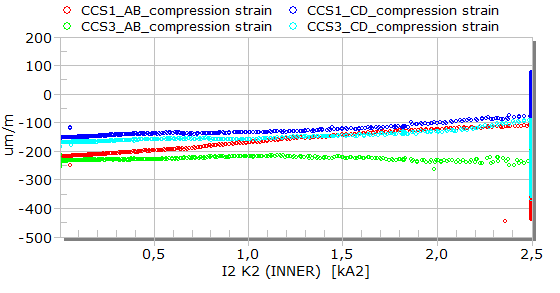 CCS1_AB_compression strain CCS1_CD_compression strain
CCS3_AB_compression strain CCS3_CD_compression strain
200
100
0
-100
-200
-300
-400
-500
um/m
0,5 1,0 1,5 2,0 2,5
I2 K2 (INNER) [kA2]